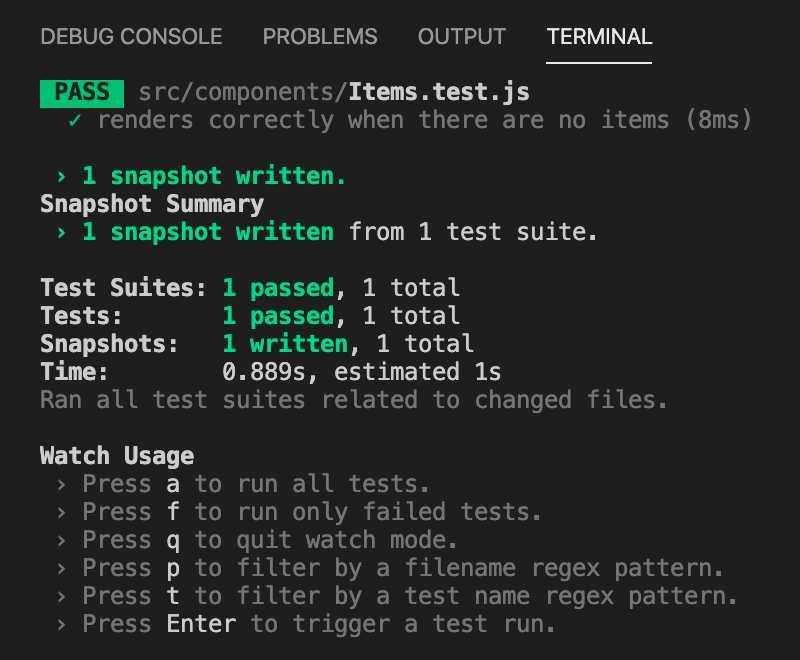 DEBUG CONSOLE PROBLEMS OUTPUT TERMINAL
PASS src/components/Items.test.js
✓ renders correctly when there are no items (8ms)
› 1 snapshot written.
Snapshot Summary
› 1 snapshot written from 1 test suite.
Test Suites: 1 passed, 1 total
Tests: 1 passed, 1 total
Snapshots: 1 written, 1 total
Time: 0.889s, estimated 1s
Ran all test suites related to changed files.
Watch Usage
› Press a to run all tests.
› Press f to run only failed tests.
› Press q to quit watch mode.
› Press p to filter by a filename regex pattern.
› Press t to filter by a test name regex pattern.
› Press Enter to trigger a test run.